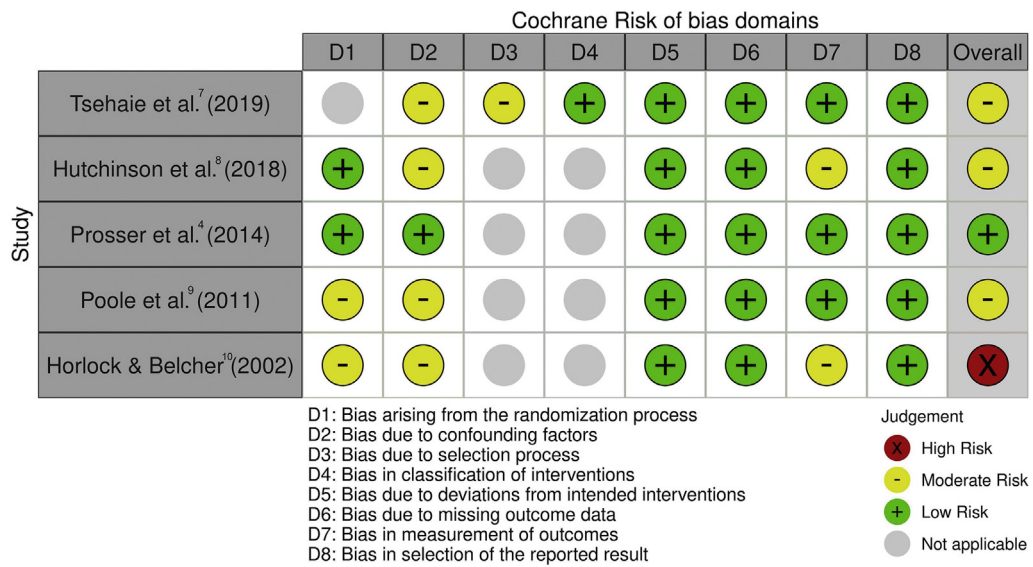 Cochrane Risk of bias domains
D1 D2 D3 D4 D5 D6 D7 D8 Overall
Study
Tsehaie et al.⁷ (2019) - - + + + + + -
Hutchinson et al.⁸ (2018) + - + + - + -
Prosser et al.⁴ (2014) + + + + + + +
Poole et al.⁹ (2011) - - + + + + -
Horlock & Belcher¹⁰ (2002) - - + + - + X
D1: Bias arising from the randomization process
D2: Bias due to confounding factors
D3: Bias due to selection process
D4: Bias in classification of interventions
D5: Bias due to deviations from intended interventions
D6: Bias due to missing outcome data
D7: Bias in measurement of outcomes
D8: Bias in selection of the reported result
Judgement
X High Risk
- Moderate Risk
+ Low Risk
Not applicable